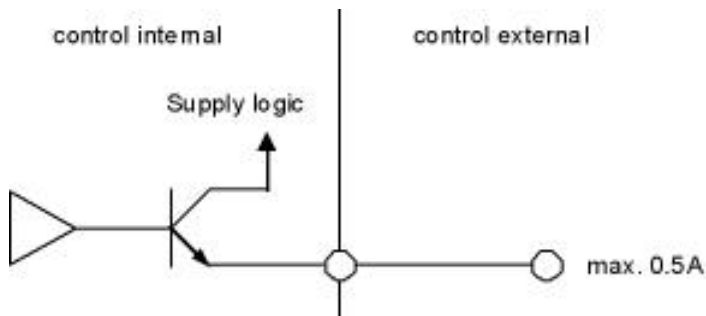 control internal
control external
Supply logic
max. 0.5A